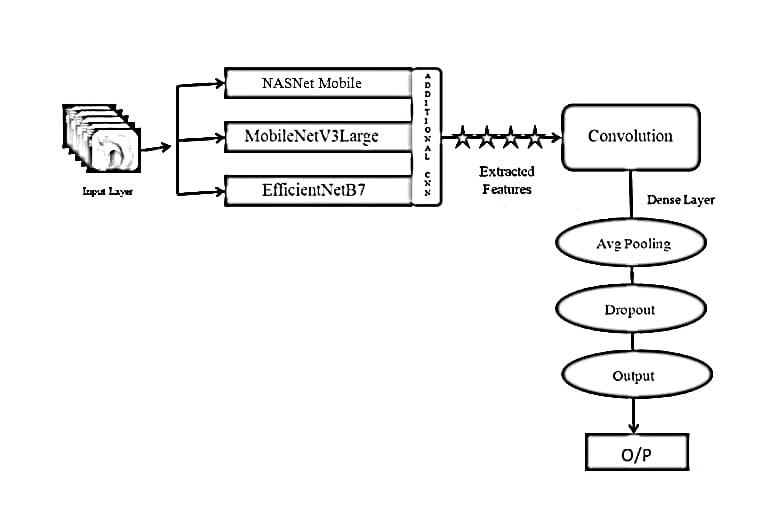 NASNet Mobile
MobileNetV3Large
EfficientNetB7
Input Layer
ADDITIONAL CNN
Extracted
Features
Convolution
Dense Layer
Avg Pooling
Dropout
Output
O/P